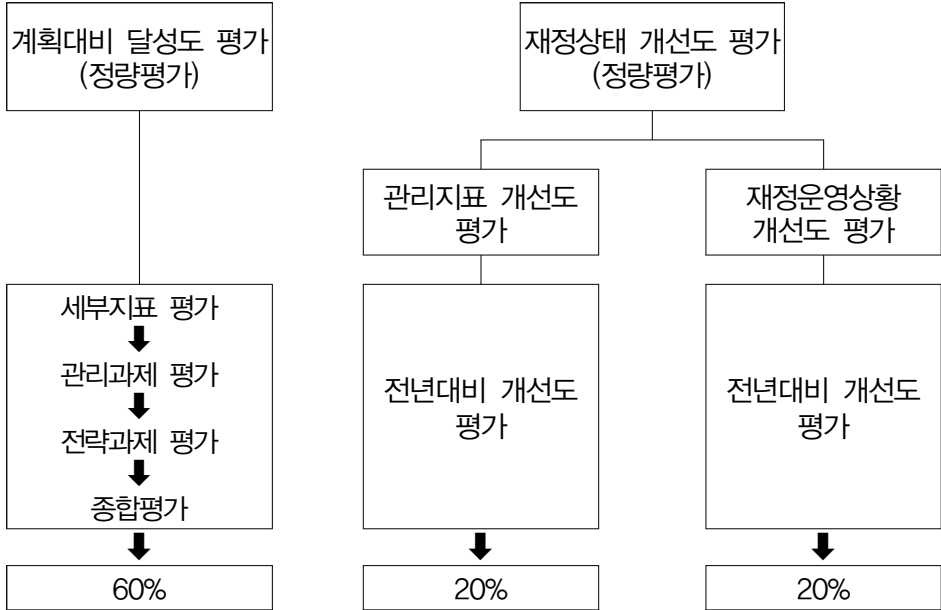 계획대비 달성도 평가
(정량평가)
재정상태 개선도 평가
(정량평가)
관리지표 개선도
평가
재정운영상황
개선도 평가
세부지표 평가
관리과제 평가
전략과제 평가
종합평가
전년대비 개선도
평가
전년대비 개선도
평가
60%
20%
20%